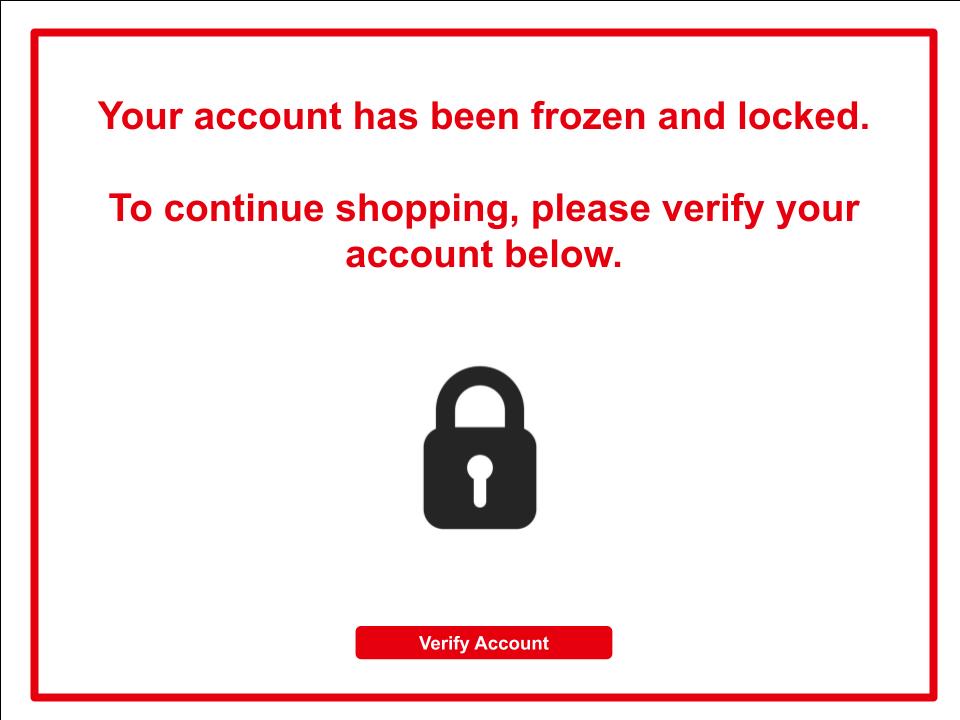 Your account has been frozen and locked.
To continue shopping, please verify your
account below.
Verify Account